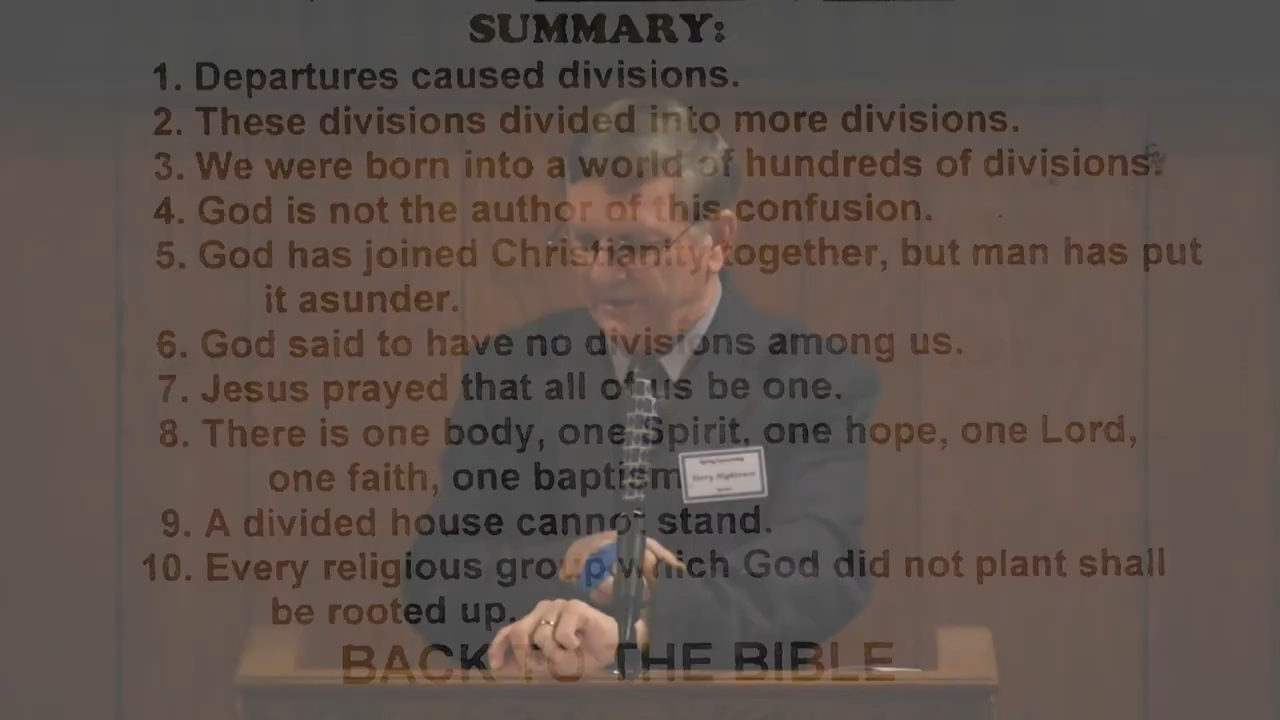 SUMMARY:
1. Departures caused divisions.
2. These divisions divided into more divisions.
3. We were born into a world of hundreds of divisions.
4. God is not the author of this confusion.
5. God has joined Christianity together, but man has put
it asunder.
6. God said to have no divisions among us.
7. Jesus prayed that all of us be one.
8. There is one body, one Spirit, one hope, one Lord,
one faith, one baptism
9. A divided house cannot stand.
10. Every religious group which God did not plant shall
be rooted up.
BACK TO THE BIBLE